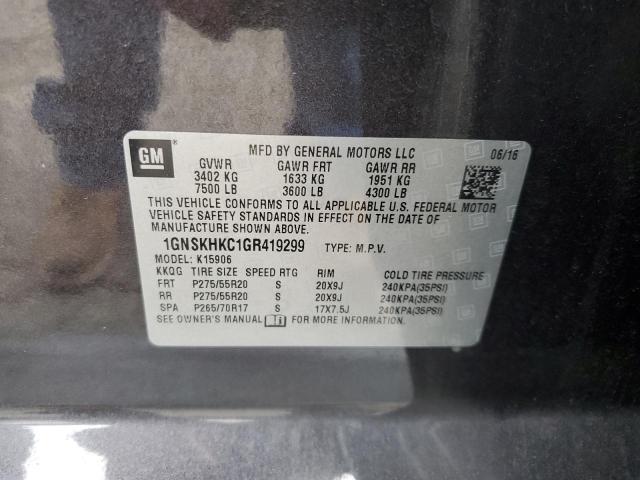 GM ®
MFD BY GENERAL MOTORS LLC 06/16
GVWR GAWR FRT GAWR RR
3402 KG 1633 KG 1951 KG
7500 LB 3600 LB 4300 LB
THIS VEHICLE CONFORMS TO ALL APPLICABLE U.S. FEDERAL MOTOR
VEHICLE SAFETY STANDARDS IN EFFECT ON THE DATE OF
MANUFACTURE SHOWN ABOVE.
1GNSKHKC1GR419299 TYPE: M.P.V.
MODEL: K15906
KKQG TIRE SIZE SPEED RTG RIM COLD TIRE PRESSURE
FRT P275/55R20 S 20X9J 240KPA(35PSI)
RR P275/55R20 S 20X9J 240KPA(35PSI)
SPA P265/70R17 S 17X7.5J 240KPA(35PSI)
SEE OWNER'S MANUAL FOR MORE INFORMATION.